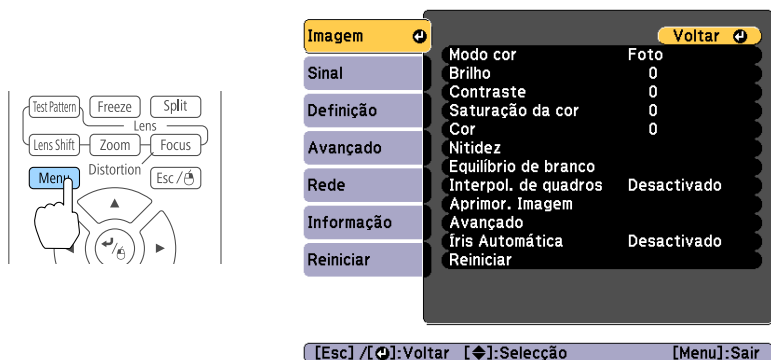 Test Pattern Freeze Split
Lens
Lens Shift Zoom Focus
Distortion
Menu Esc /
Imagem
Sinal
Definição
Avançado
Rede
Informação
Reiniciar
Voltar
Modo cor Foto
Brilho 0
Contraste 0
Saturação da cor 0
Cor 0
Nitidez
Equilíbrio de branco
Interpol. de quadros Desactivado
Aprimor. Imagem
Avançado
Íris Automática Desactivado
Reiniciar
[Esc] /[⏎]:Voltar [◆]:Selecção [Menu]:Sair